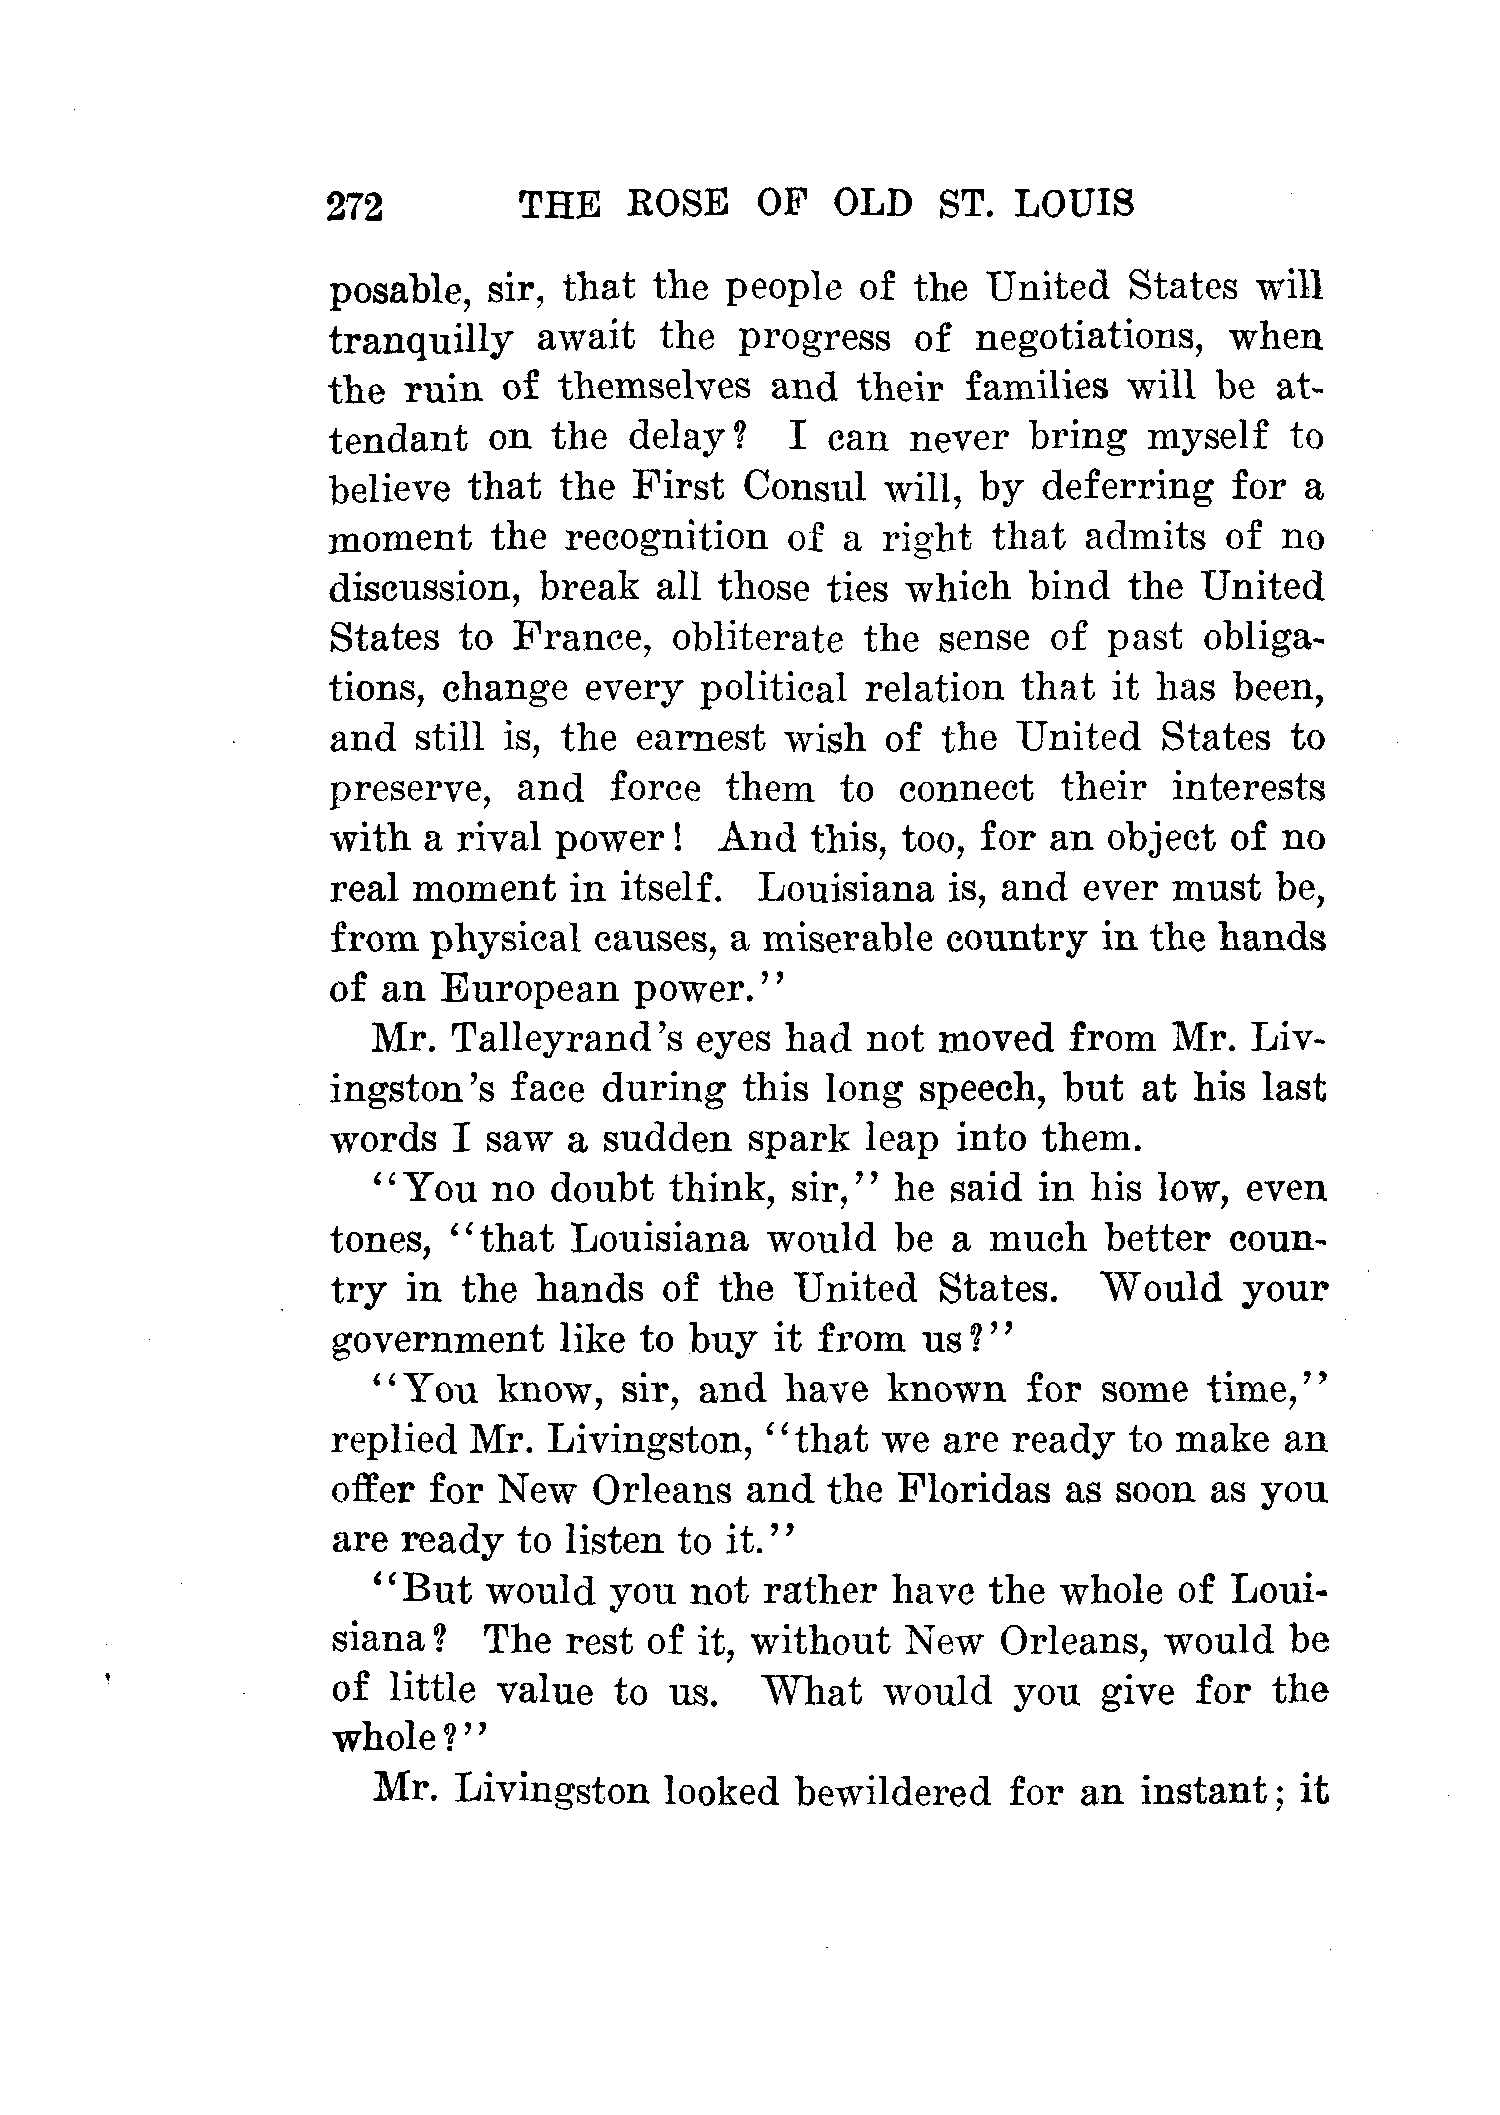 272 THE ROSE OF OLD ST. LOUIS
posable, sir, that the people of the United States will
tranquilly await the progress of negotiations, when
the ruin of themselves and their families will be at-
tendant on the delay? I can never bring myself to
believe that the First Consul will, by deferring for a
moment the recognition of a right that admits of no
discussion, break all those ties which bind the United
States to France, obliterate the sense of past obliga-
tions, change every political relation that it has been,
and still is, the earnest wish of the United States to
preserve, and force them to connect their interests
with a rival power! And this, too, for an object of no
real moment in itself. Louisiana is, and ever must be,
from physical causes, a miserable country in the hands
of an European power.''
Mr. Talleyrand's eyes had not moved from Mr. Liv-
ingston's face during this long speech, but at his last
words I saw a sudden spark leap into them.
``You no doubt think, sir,'' he said in his low, even
tones, ``that Louisiana would be a much better coun-
try in the hands of the United States. Would your
government like to buy it from us?''
``You know, sir, and have known for some time,''
replied Mr. Livingston, ``that we are ready to make an
offer for New Orleans and the Floridas as soon as you
are ready to listen to it.''
``But would you not rather have the whole of Loui-
siana? The rest of it, without New Orleans, would be
of little value to us. What would you give for the
whole?''
Mr. Livingston looked bewildered for an instant; it